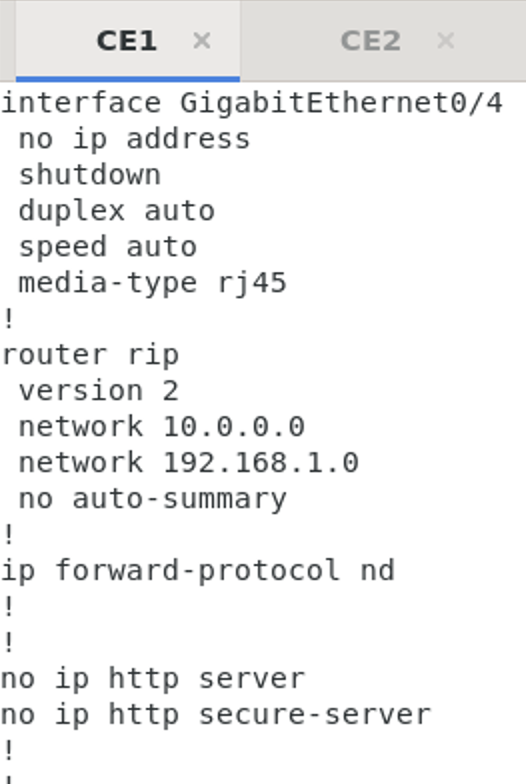 CE1 × CE2 ×
interface GigabitEthernet0/4
 no ip address
 shutdown
 duplex auto
 speed auto
 media-type rj45
!
router rip
 version 2
 network 10.0.0.0
 network 192.168.1.0
 no auto-summary
!
ip forward-protocol nd
!
!
no ip http server
no ip http secure-server
!
!